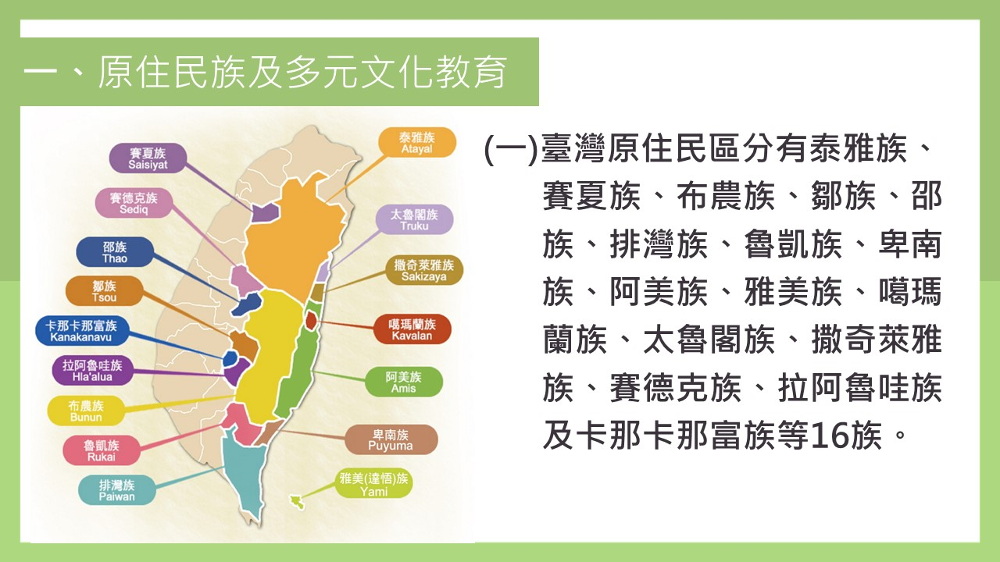 一、原住民族及多元文化教育
賽夏族
Saisiyat
賽德克族
Sediq
邵族
Thao
鄒族
Tsou
卡那卡那富族
Kanakanavu
拉阿魯哇族
Hla'alua
布農族
Bunun
魯凱族
Rukai
排灣族
Paiwan
泰雅族
Atayal
太魯閣族
Truku
撒奇萊雅族
Sakizaya
噶瑪蘭族
Kavalan
阿美族
Amis
卑南族
Puyuma
雅美(達悟)族
Yami
(一)臺灣原住民區分有泰雅族、
賽夏族、布農族、鄒族、邵
族、排灣族、魯凱族、卑南
族、阿美族、雅美族、噶瑪
蘭族、太魯閣族、撒奇萊雅
族、賽德克族、拉阿魯哇族
及卡那卡那富族等16族。